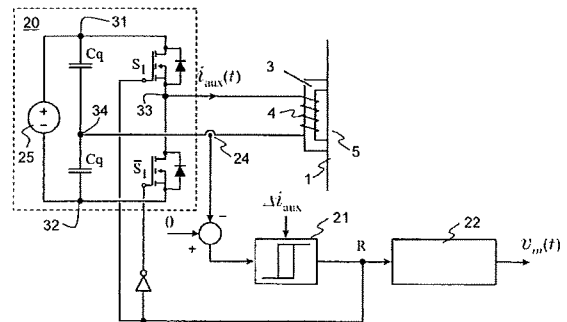 20
31
Cq
S₁
i_aux(t)
3
33
4
25
34
5
Cq
S̅₁
24
1
32
0
−
+
Δi_aux
21
R
22
v_m(t)
+
−